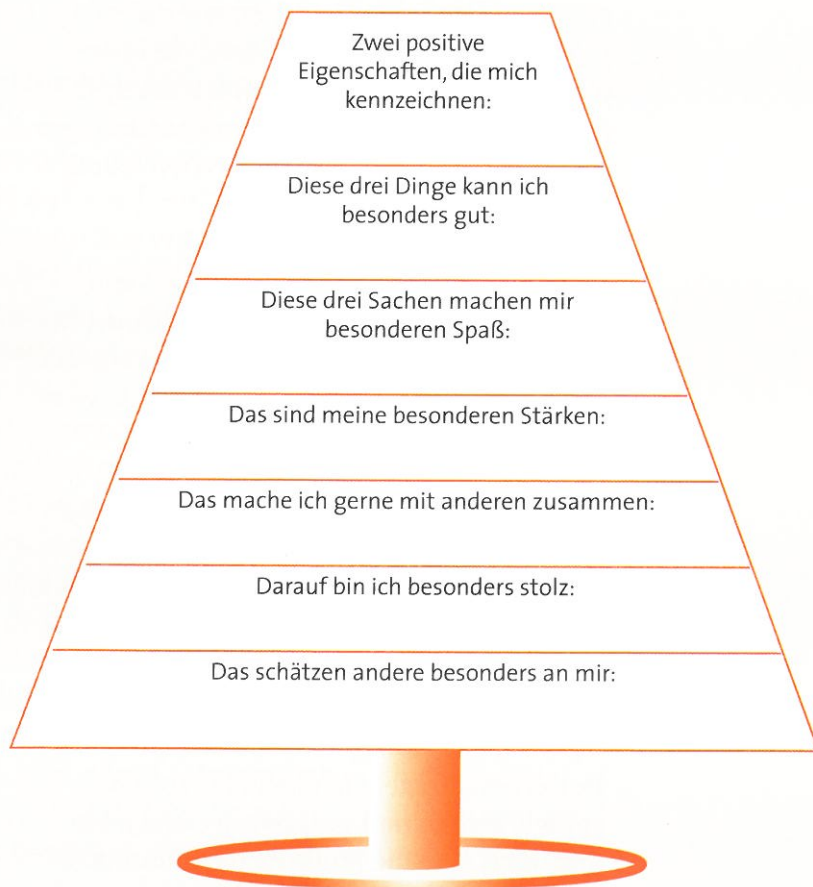 Zwei positive
Eigenschaften, die mich
kennzeichnen:
Diese drei Dinge kann ich
besonders gut:
Diese drei Sachen machen mir
besonderen Spaß:
Das sind meine besonderen Stärken:
Das mache ich gerne mit anderen zusammen:
Darauf bin ich besonders stolz:
Das schätzen andere besonders an mir: